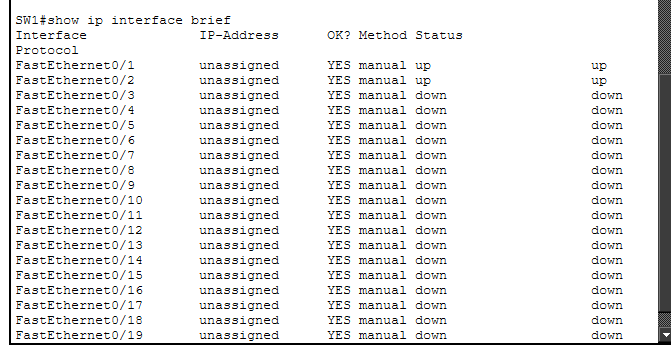 SW1#show ip interface brief
Interface IP-Address OK? Method Status
Protocol
FastEthernet0/1 unassigned YES manual up up
FastEthernet0/2 unassigned YES manual up up
FastEthernet0/3 unassigned YES manual down down
FastEthernet0/4 unassigned YES manual down down
FastEthernet0/5 unassigned YES manual down down
FastEthernet0/6 unassigned YES manual down down
FastEthernet0/7 unassigned YES manual down down
FastEthernet0/8 unassigned YES manual down down
FastEthernet0/9 unassigned YES manual down down
FastEthernet0/10 unassigned YES manual down down
FastEthernet0/11 unassigned YES manual down down
FastEthernet0/12 unassigned YES manual down down
FastEthernet0/13 unassigned YES manual down down
FastEthernet0/14 unassigned YES manual down down
FastEthernet0/15 unassigned YES manual down down
FastEthernet0/16 unassigned YES manual down down
FastEthernet0/17 unassigned YES manual down down
FastEthernet0/18 unassigned YES manual down down
FastEthernet0/19 unassigned YES manual down down